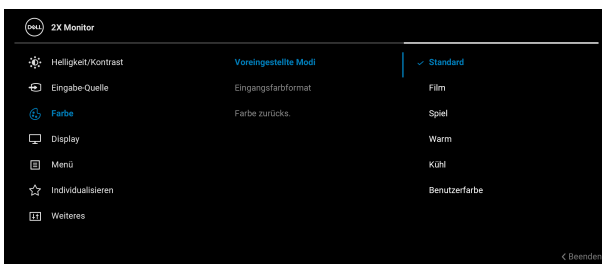 DELL 2X Monitor
Helligkeit/Kontrast
Eingabe-Quelle
Farbe
Display
Menü
Individualisieren
Weiteres
Voreingestellte Modi
Eingangsfarbformat
Farbe zurücks.
Standard
Film
Spiel
Warm
Kühl
Benutzerfarbe
Beenden